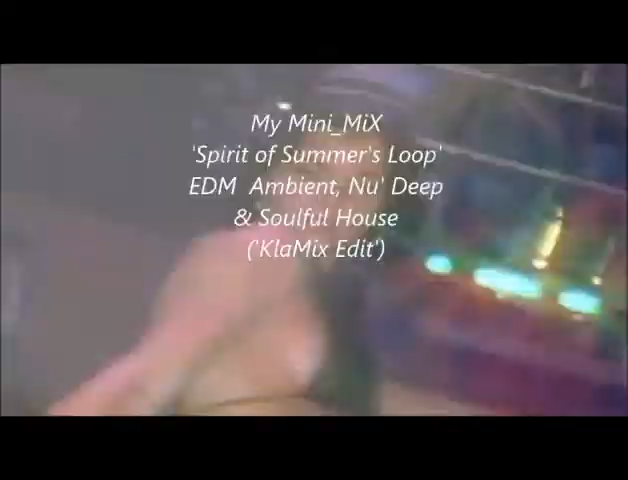 My Mini_MiX
'Spirit of Summer's Loop'
EDM  Ambient, Nu' Deep
& Soulful House
('KlaMix Edit')